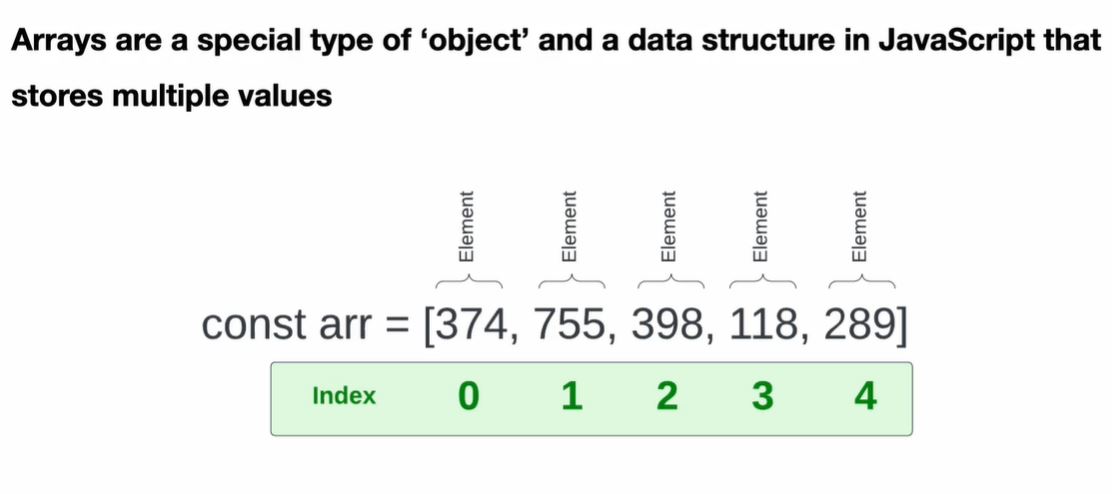 Arrays are a special type of ‘object’ and a data structure in JavaScript that
stores multiple values
Element Element Element Element Element
const arr = [374, 755, 398, 118, 289]
Index 0 1 2 3 4